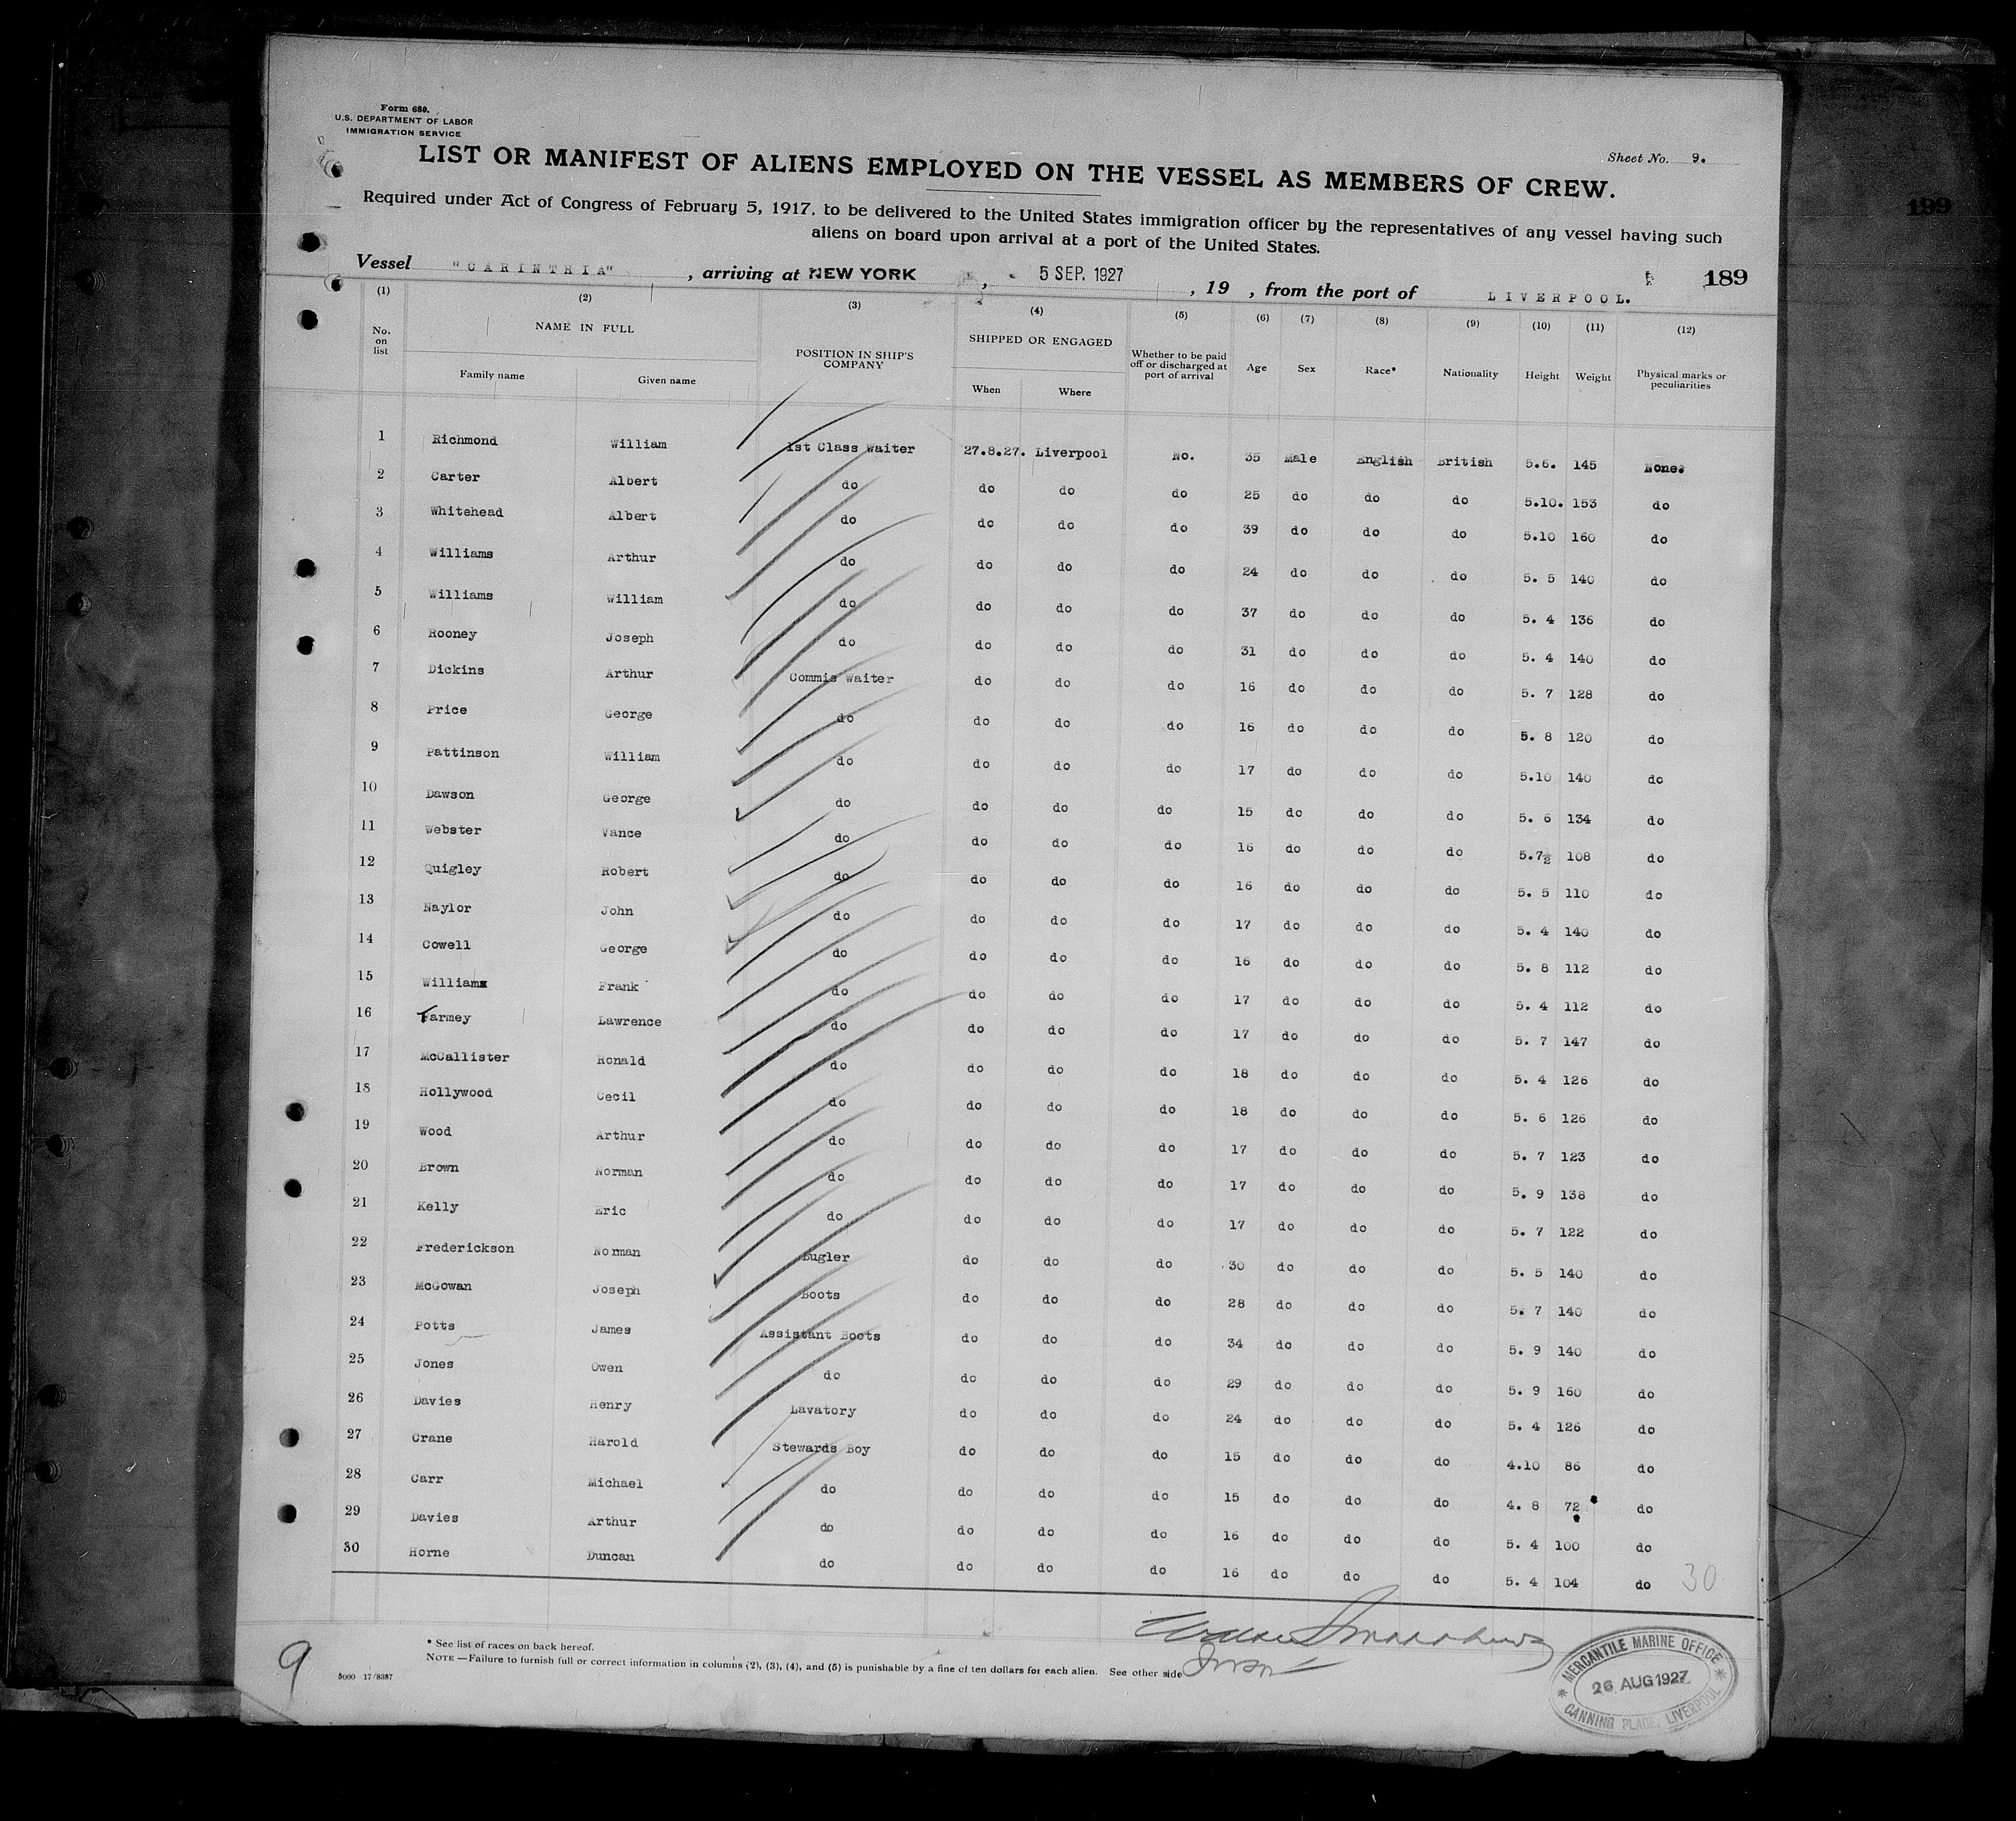 Form 680.
U.S. DEPARTMENT OF LABOR
IMMIGRATION SERVICE
Sheet No. 9.
LIST OR MANIFEST OF ALIENS EMPLOYED ON THE VESSEL AS MEMBERS OF CREW.
Required under Act of Congress of February 5, 1917, to be delivered to the United States immigration officer by the representatives of any vessel having such
aliens on board upon arrival at a port of the United States.
199
Vessel "CARINTHIA", arriving at NEW YORK, 5 SEP. 1927, 19 , from the port of LIVERPOOL. 189
(1) (2) (3) (4) (5) (6) (7) (8) (9) (10) (11) (12)
No. on list NAME IN FULL Family name Given name POSITION IN SHIP'S COMPANY SHIPPED OR ENGAGED When Where Whether to be paid off or discharged at port of arrival Age Sex Race* Nationality Height Weight Physical marks or peculiarities
1 Richmond William 1st Class Waiter 27.8.27. Liverpool No. 35 Male English British 5.6. 145 None.
2 Carter Albert do do do do 25 do do do 5.10. 153 do
3 Whitehead Albert do do do do 39 do do do 5.10 160 do
4 Williams Arthur do do do do 24 do do do 5. 5 140 do
5 Williams William do do do do 37 do do do 5. 4 136 do
6 Rooney Joseph do do do do 31 do do do 5. 4 140 do
7 Dickins Arthur Commis Waiter do do do 16 do do do 5. 7 128 do
8 Price George do do do do 16 do do do 5. 8 120 do
9 Pattinson William do do do do 17 do do do 5.10 140 do
10 Dawson George do do do do 15 do do do 5. 6 134 do
11 Webster Vance do do do do 16 do do do 5.7½ 108 do
12 Quigley Robert do do do do 16 do do do 5. 5 110 do
13 Naylor John do do do do 17 do do do 5. 4 140 do
14 Cowell George do do do do 16 do do do 5. 8 112 do
15 Williams Frank do do do do 17 do do do 5. 4 112 do
16 Farmey Lawrence do do do do 17 do do do 5. 7 147 do
17 McCallister Ronald do do do do 18 do do do 5. 4 126 do
18 Hollywood Cecil do do do do 18 do do do 5. 6 126 do
19 Wood Arthur do do do do 17 do do do 5. 7 123 do
20 Brown Norman do do do do 17 do do do 5. 9 138 do
21 Kelly Eric do do do do 17 do do do 5. 7 122 do
22 Frederickson Norman Bugler do do do 30 do do do 5. 5 140 do
23 McGowan Joseph Boots do do do 28 do do do 5. 7 140 do
24 Potts James Assistant Boots do do do 34 do do do 5. 9 140 do
25 Jones Owen do do do do 29 do do do 5. 9 160 do
26 Davies Henry Lavatory do do do 24 do do do 5. 4 126 do
27 Crane Harold Stewards Boy do do do 15 do do do 4.10 86 do
28 Carr Michael do do do do 15 do do do 4. 8 72 do
29 Davies Arthur do do do do 16 do do do 5. 4 100 do
30 Horne Duncan do do do do 16 do do do 5. 4 104 do 30
* See list of races on back hereof.
NOTE.—Failure to furnish full or correct information in columns (2), (3), (4), and (5) is punishable by a fine of ten dollars for each alien. See other side
5000 17/8387
9
MERCANTILE MARINE OFFICE
26 AUG 1927
CANNING PLACE, LIVERPOOL